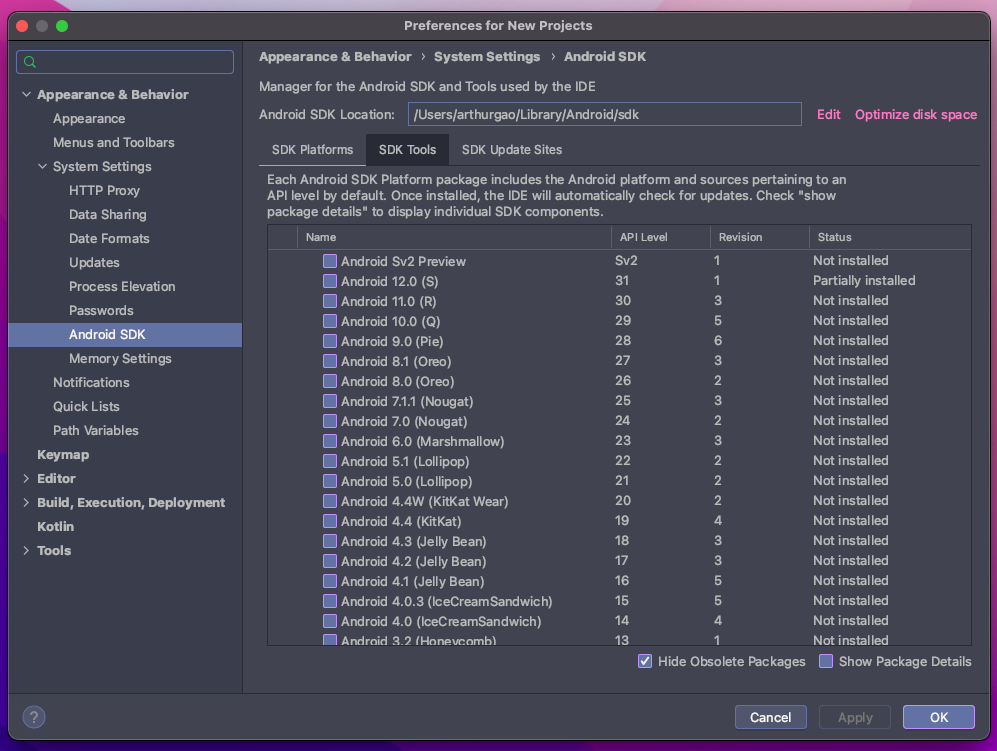 Preferences for New Projects
Appearance & Behavior
Appearance
Menus and Toolbars
System Settings
HTTP Proxy
Data Sharing
Date Formats
Updates
Process Elevation
Passwords
Android SDK
Memory Settings
Notifications
Quick Lists
Path Variables
Keymap
Editor
Build, Execution, Deployment
Kotlin
Tools
Appearance & Behavior › System Settings › Android SDK
Manager for the Android SDK and Tools used by the IDE
Android SDK Location: /Users/arthurgao/Library/Android/sdk Edit Optimize disk space
SDK Platforms SDK Tools SDK Update Sites
Each Android SDK Platform package includes the Android platform and sources pertaining to an
API level by default. Once installed, the IDE will automatically check for updates. Check "show
package details" to display individual SDK components.
Name API Level Revision Status
Android Sv2 Preview Sv2 1 Not installed
Android 12.0 (S) 31 1 Partially installed
Android 11.0 (R) 30 3 Not installed
Android 10.0 (Q) 29 5 Not installed
Android 9.0 (Pie) 28 6 Not installed
Android 8.1 (Oreo) 27 3 Not installed
Android 8.0 (Oreo) 26 2 Not installed
Android 7.1.1 (Nougat) 25 3 Not installed
Android 7.0 (Nougat) 24 2 Not installed
Android 6.0 (Marshmallow) 23 3 Not installed
Android 5.1 (Lollipop) 22 2 Not installed
Android 5.0 (Lollipop) 21 2 Not installed
Android 4.4W (KitKat Wear) 20 2 Not installed
Android 4.4 (KitKat) 19 4 Not installed
Android 4.3 (Jelly Bean) 18 3 Not installed
Android 4.2 (Jelly Bean) 17 3 Not installed
Android 4.1 (Jelly Bean) 16 5 Not installed
Android 4.0.3 (IceCreamSandwich) 15 5 Not installed
Android 4.0 (IceCreamSandwich) 14 4 Not installed
Android 3.2 (Honeycomb) 13 1 Not installed
Hide Obsolete Packages Show Package Details
? Cancel Apply OK